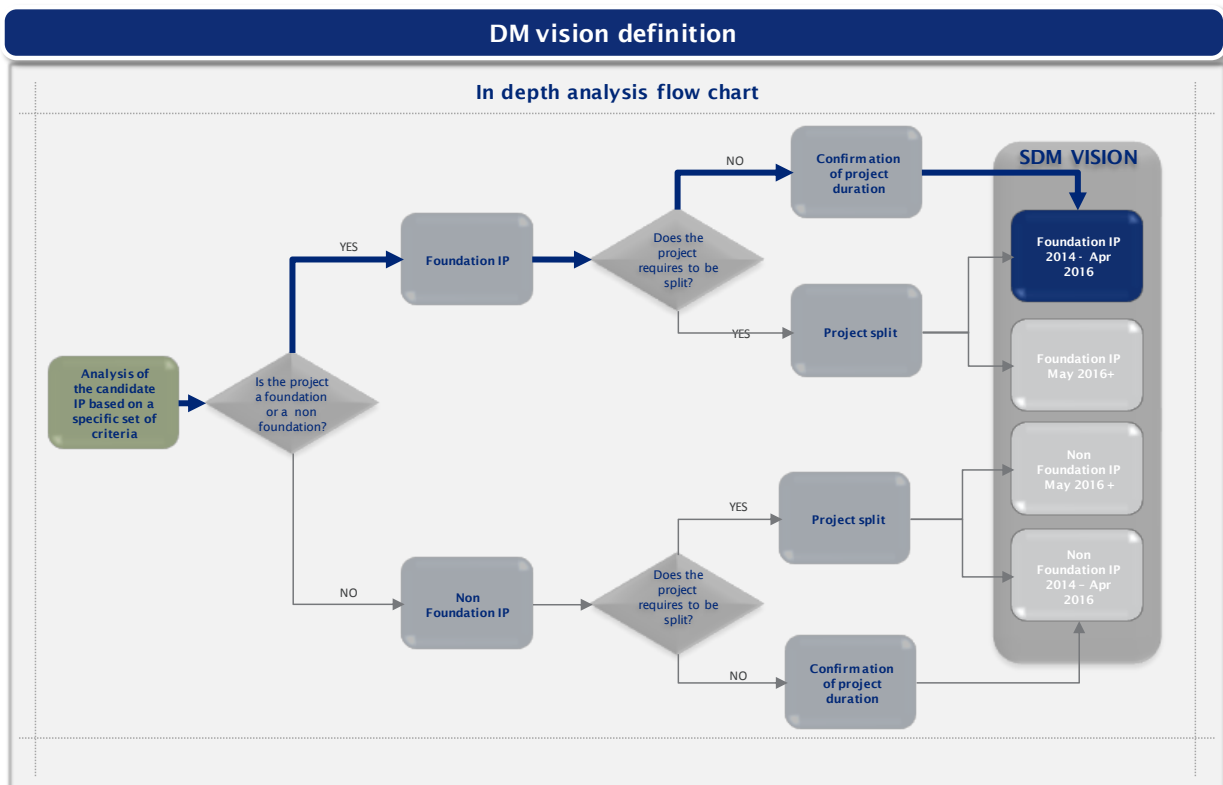 DM vision definition
In depth analysis flow chart
Analysis of
the candidate
IP based on a
specific set of
criteria
Is the project
a foundation
or a non
foundation?
YES
Foundation IP
Does the
project
requires to be
split?
NO
Confirmation
of project
duration
YES
Project split
NO
Non
Foundation IP
Does the
project
requires to be
split?
YES
Project split
NO
Confirmation
of project
duration
SDM VISION
Foundation IP
2014 - Apr
2016
Foundation IP
May 2016+
Non
Foundation IP
May 2016 +
Non
Foundation IP
2014 – Apr
2016